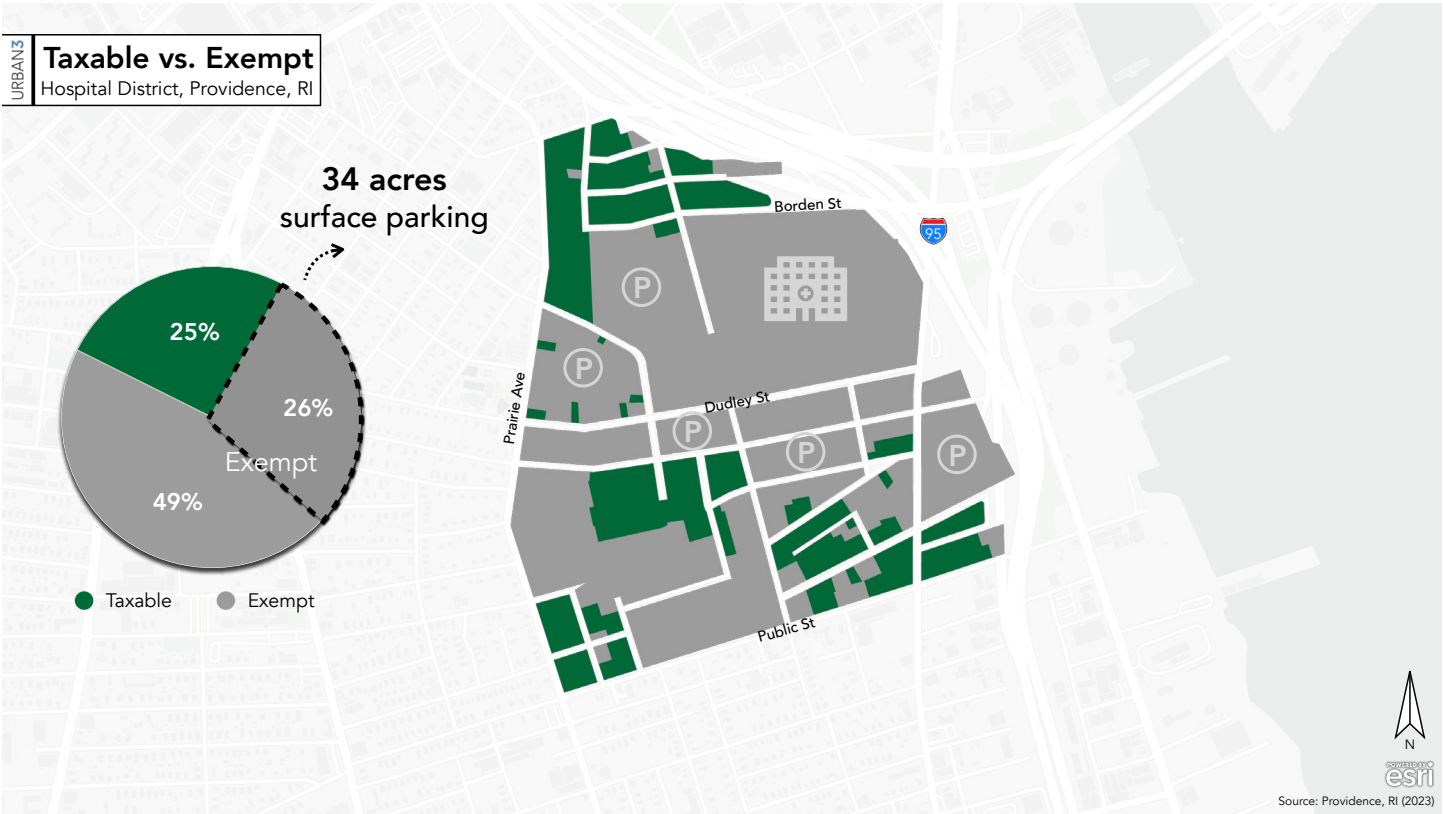 URBAN3
Taxable vs. Exempt
Hospital District, Providence, RI
34 acres
surface parking
25%
26%
Exempt
49%
Taxable
Exempt
Borden St
95
P
P
Prairie Ave
Dudley St
P
P
P
Public St
N
POWERED BY
esri
Source: Providence, RI (2023)